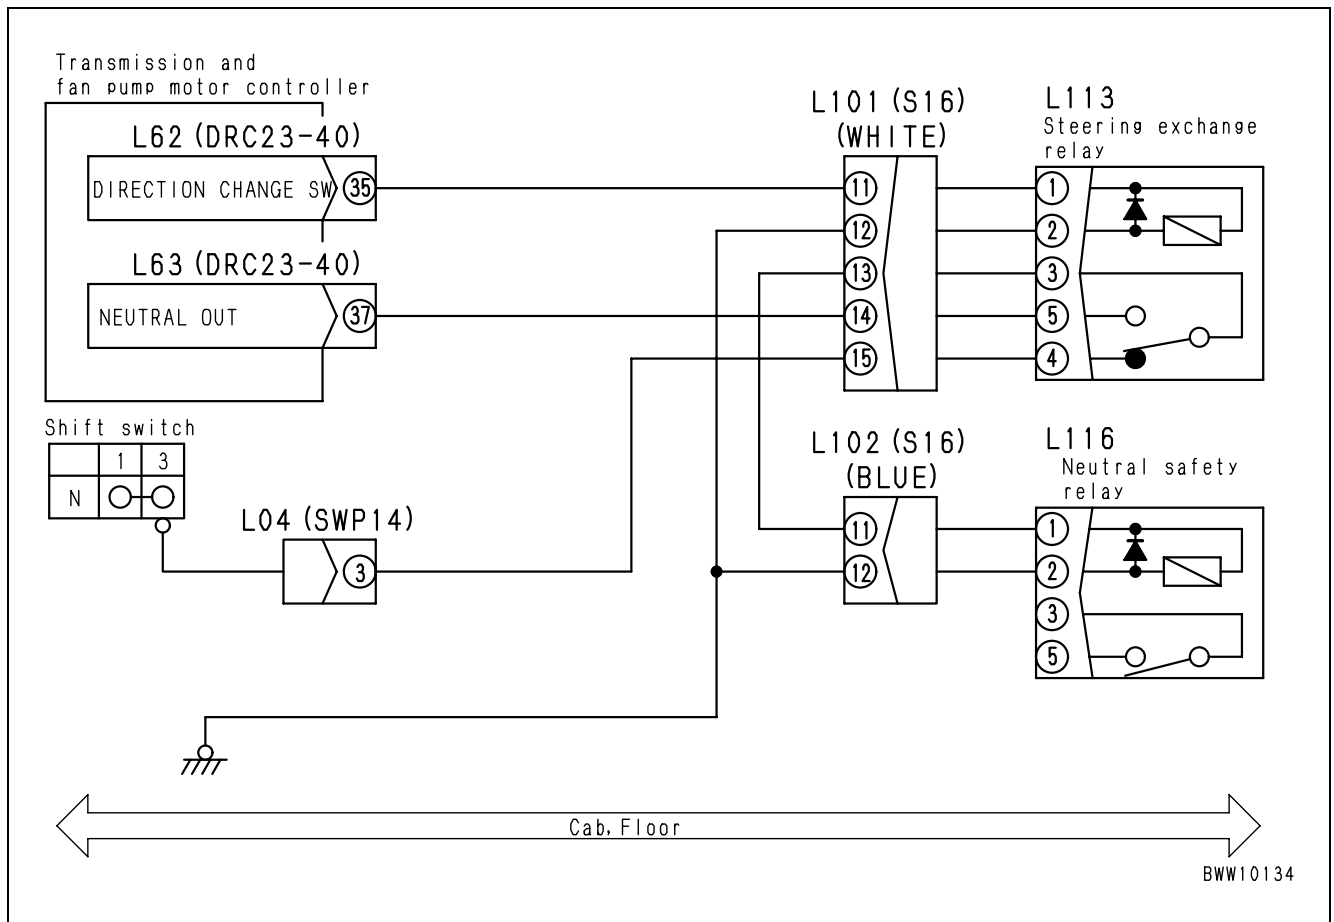 Transmission and
fan pump motor controller
L62 (DRC23-40)
DIRECTION CHANGE SW
35
L63 (DRC23-40)
NEUTRAL OUT
37
Shift switch
1 3
N
L04 (SWP14)
3
L101 (S16)
(WHITE)
11
12
13
14
15
L113
Steering exchange
relay
1
2
3
5
4
L102 (S16)
(BLUE)
11
12
L116
Neutral safety
relay
1
2
3
5
Cab, Floor
BWW10134